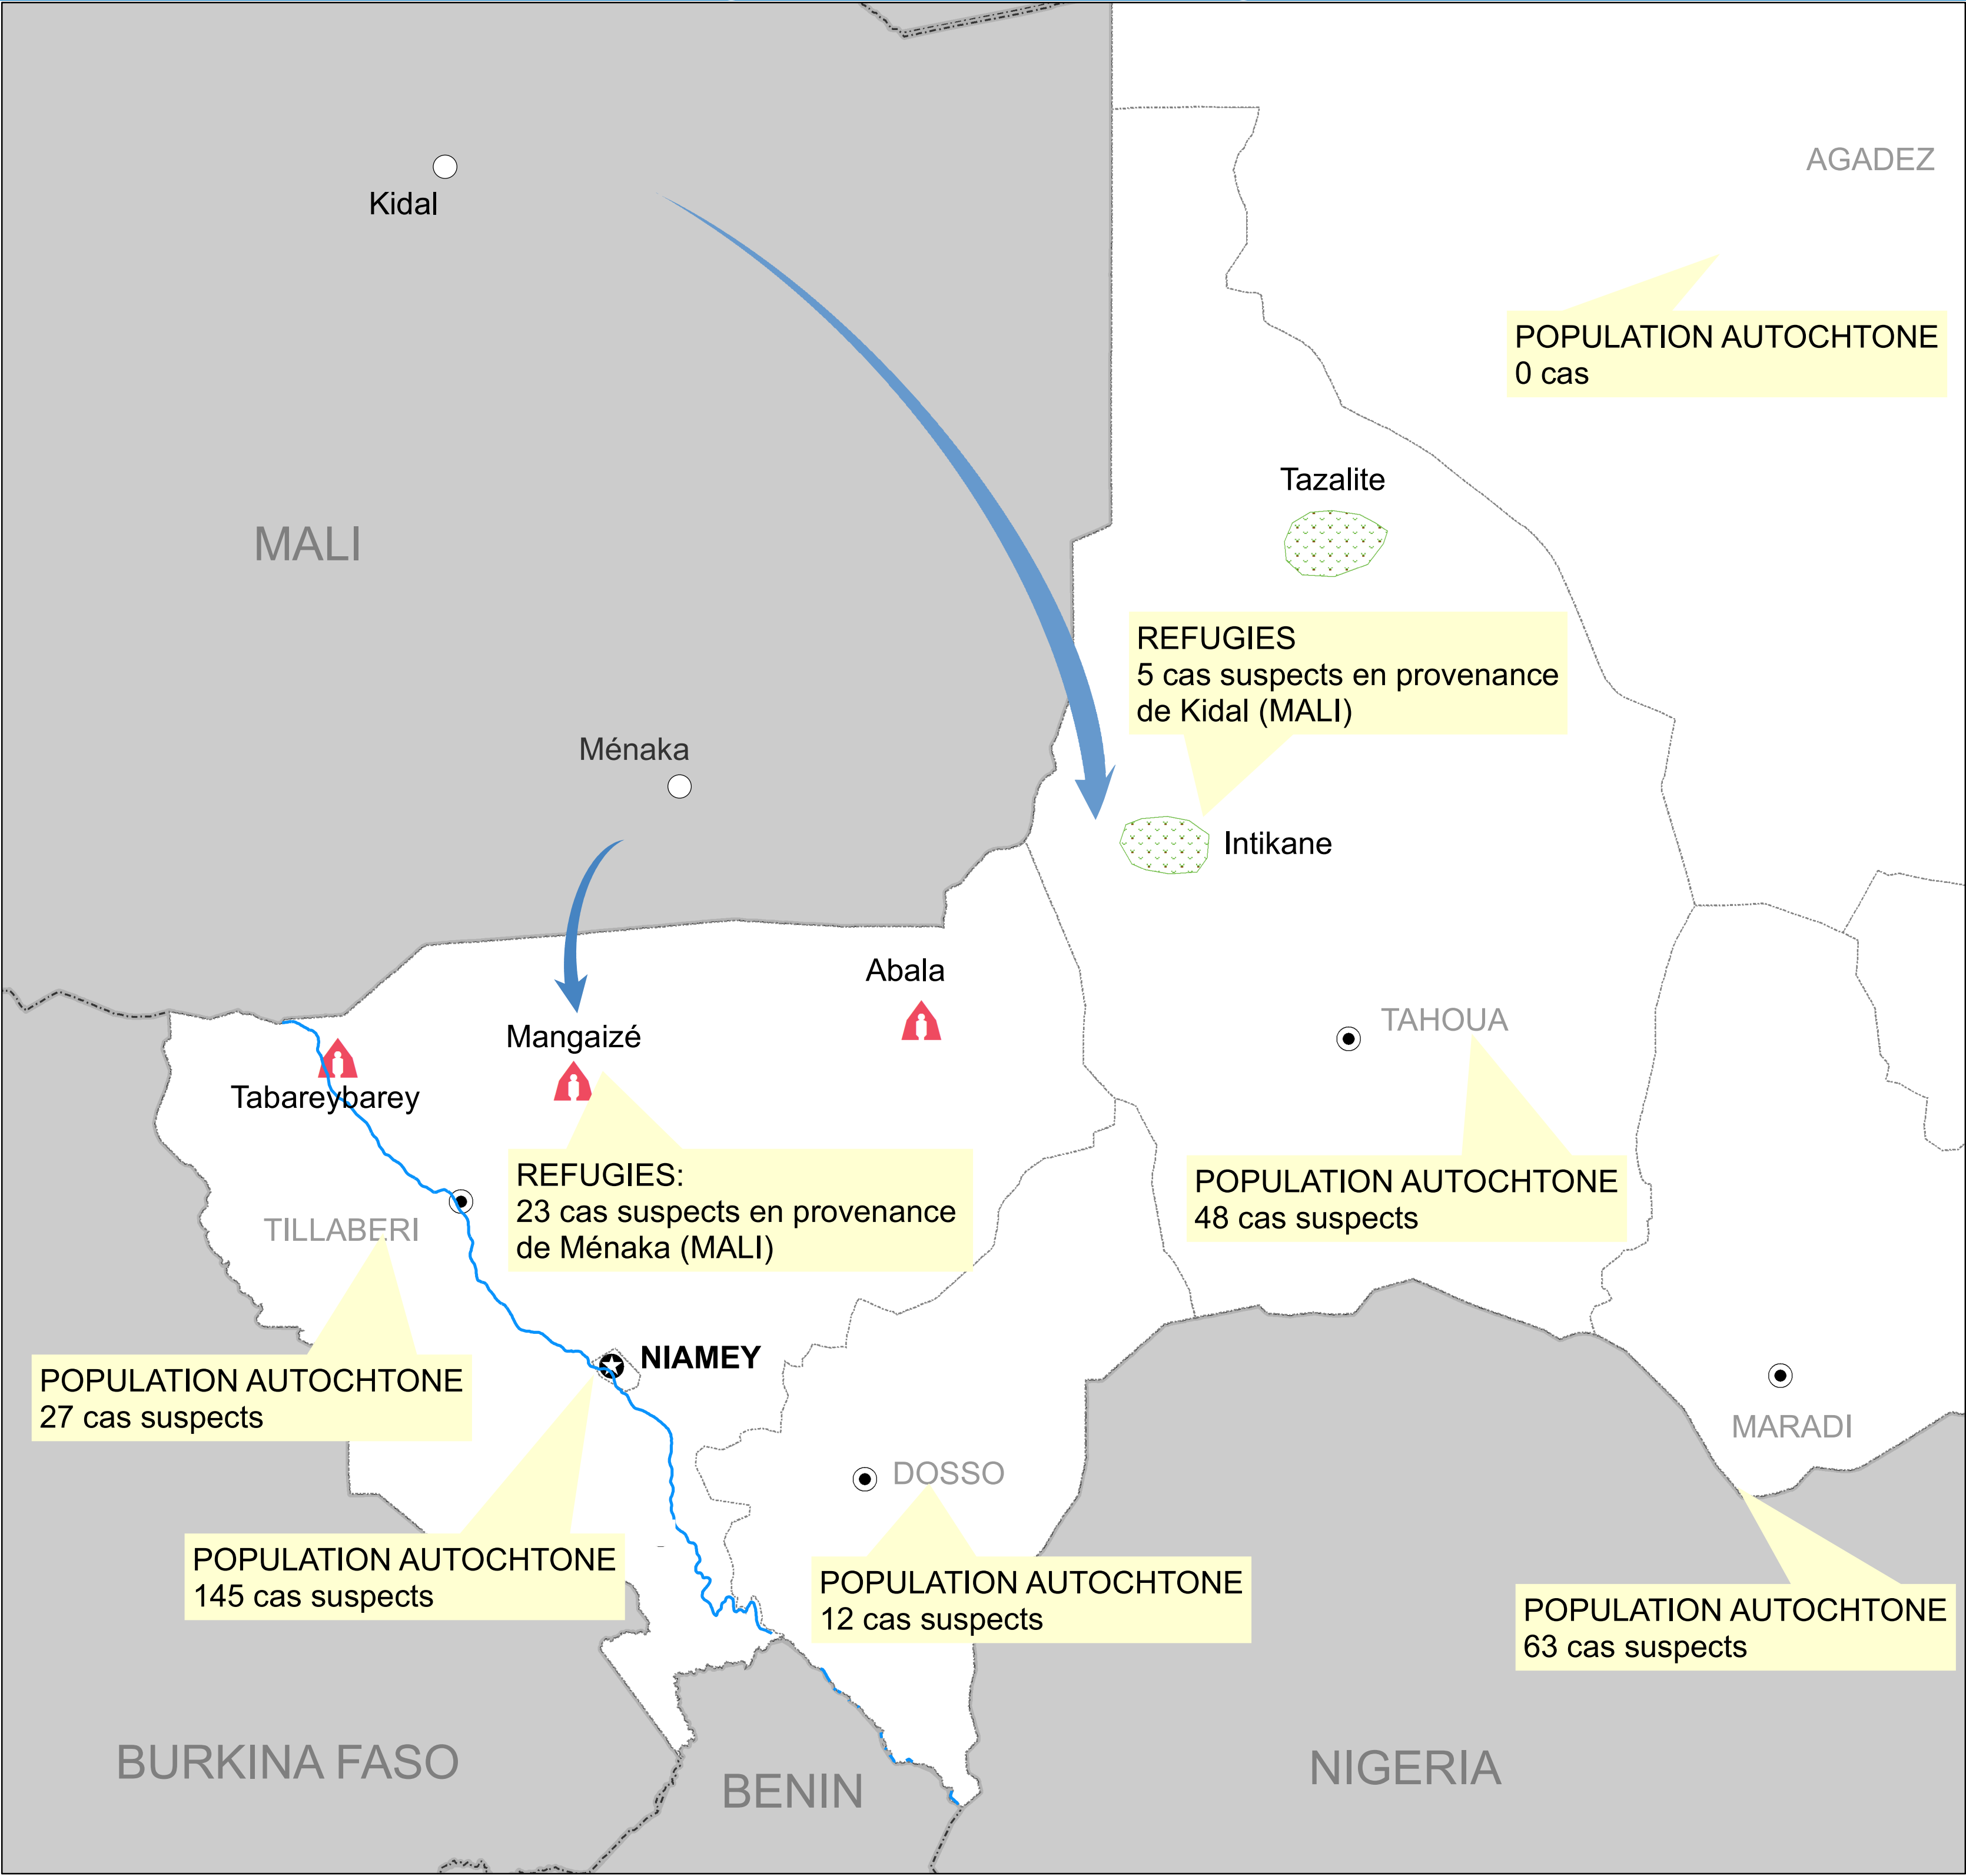 AGADEZ
Kidal
POPULATION AUTOCHTONE
0 cas
Tazalite
MALI
REFUGIES
5 cas suspects en provenance
de Kidal (MALI)
Ménaka
Intikane
Abala
Mangaizé
TAHOUA
Tabareybarey
REFUGIES:
23 cas suspects en provenance
de Ménaka (MALI)
POPULATION AUTOCHTONE
48 cas suspects
TILLABERI
NIAMEY
POPULATION AUTOCHTONE
27 cas suspects
MARADI
DOSSO
POPULATION AUTOCHTONE
145 cas suspects
POPULATION AUTOCHTONE
12 cas suspects
POPULATION AUTOCHTONE
63 cas suspects
BURKINA FASO
BENIN
NIGERIA